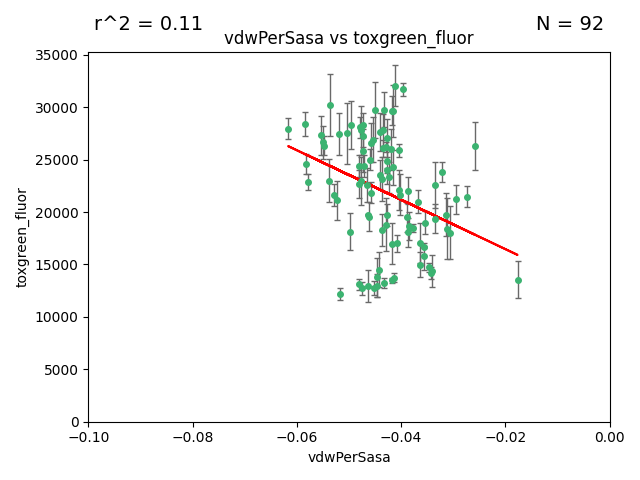 r^2 = 0.11
N = 92
vdwPerSasa vs toxgreen_fluor
35000
30000
25000
20000
15000
10000
5000
0
toxgreen_fluor
−0.10
−0.08
−0.06
−0.04
−0.02
0.00
vdwPerSasa